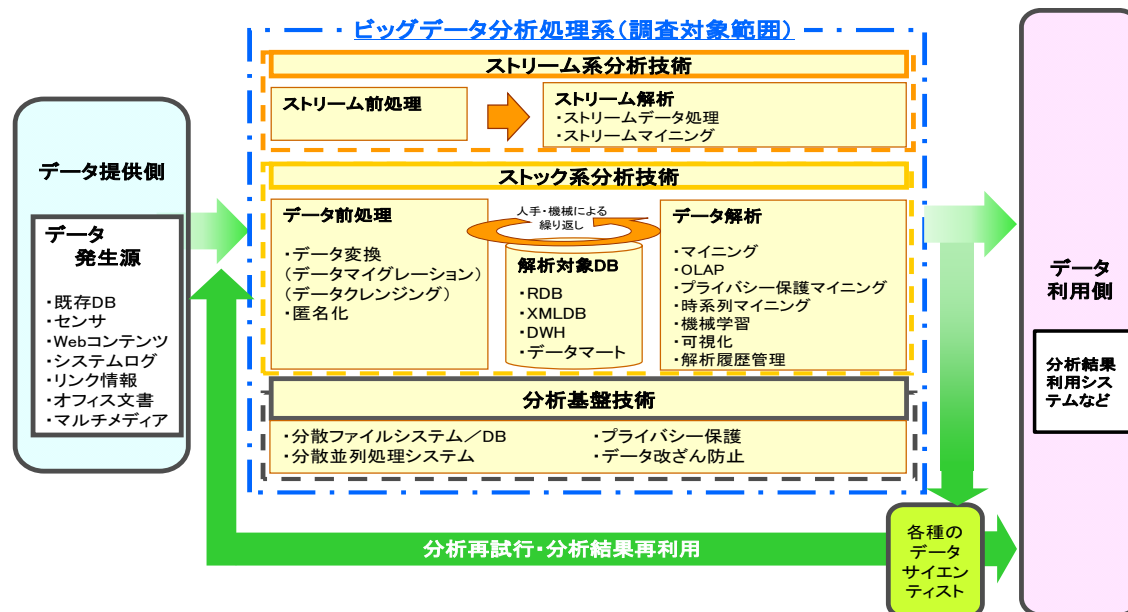 ビッグデータ分析処理系(調査対象範囲)
ストリーム系分析技術
ストリーム前処理
ストリーム解析
・ストリームデータ処理
・ストリームマイニング
データ提供側
データ
発生源
・既存DB
・センサ
・Webコンテンツ
・システムログ
・リンク情報
・オフィス文書
・マルチメディア
ストック系分析技術
データ前処理
・データ変換
(データマイグレーション)
(データクレンジング)
・匿名化
人手・機械による
繰り返し
解析対象DB
・RDB
・XMLDB
・DWH
・データマート
データ解析
・マイニング
・OLAP
・プライバシー保護マイニング
・時系列マイニング
・機械学習
・可視化
・解析履歴管理
分析基盤技術
・分散ファイルシステム/DB
・分散並列処理システム
・プライバシー保護
・データ改ざん防止
データ
利用側
分析結果
利用シス
テムなど
分析再試行・分析結果再利用
各種の
データ
サイエン
ティスト